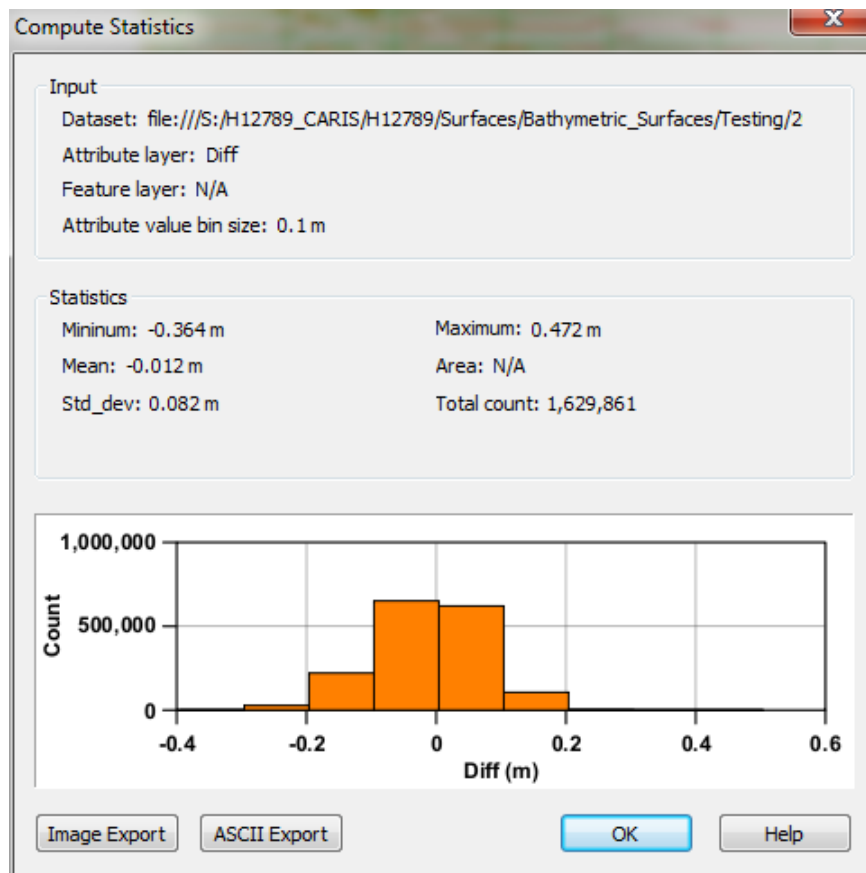 Compute Statistics
Input
Dataset: file:///S:/H12789_CARIS/H12789/Surfaces/Bathymetric_Surfaces/Testing/2
Attribute layer: Diff
Feature layer: N/A
Attribute value bin size: 0.1 m
Statistics
Mininum: -0.364 m Maximum: 0.472 m
Mean: -0.012 m Area: N/A
Std_dev: 0.082 m Total count: 1,629,861
1,000,000
500,000
0
Count
-0.4 -0.2 0 0.2 0.4 0.6
Diff (m)
Image Export ASCII Export OK Help